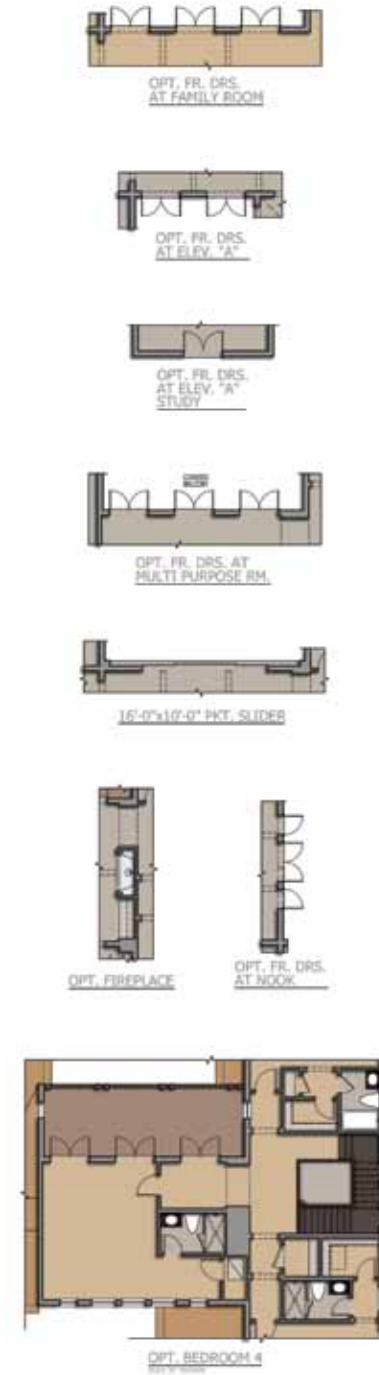 OPT. FR. DRS.
AT FAMILY ROOM
OPT. FR. DRS.
AT ELEV. "A"
OPT. FR. DRS.
AT ELEV. "A"
STUDY
OPT. FR. DRS. AT
MULTI PURPOSE RM.
16'-0"x10'-0" PKT. SLIDER
OPT. FIREPLACE
OPT. FR. DRS.
AT NOOK
OPT. BEDROOM 4